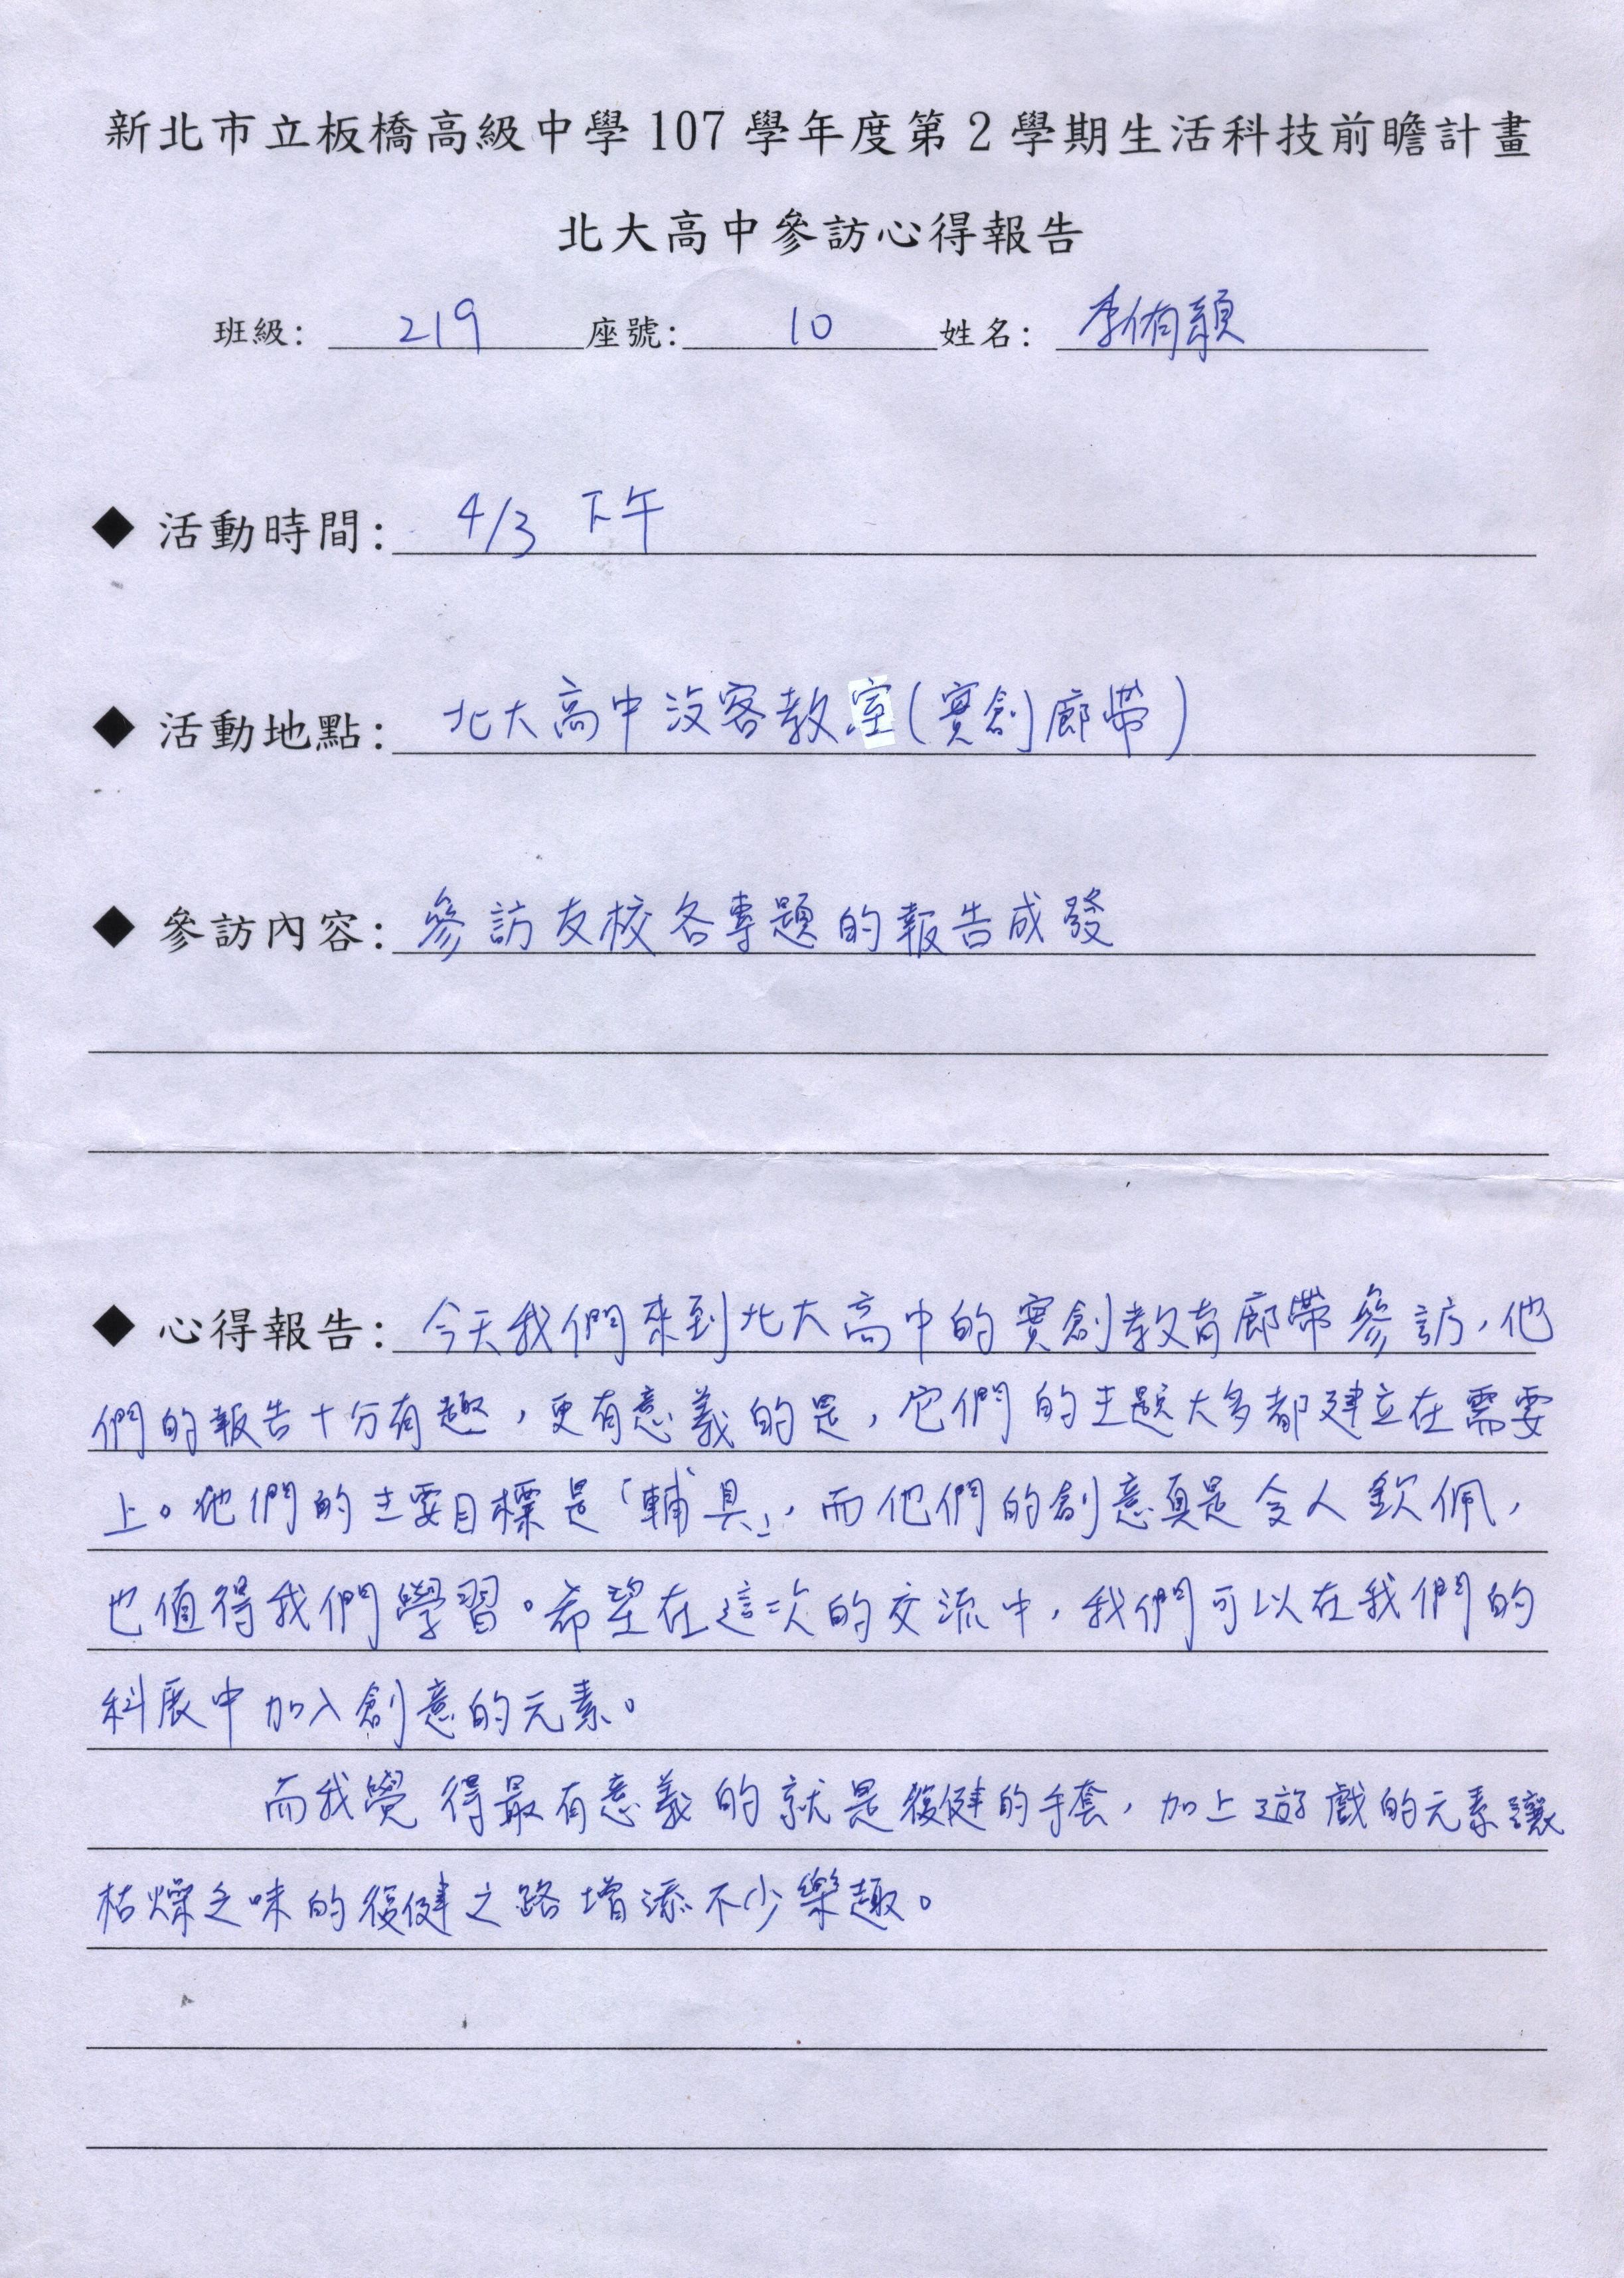 新北市立板橋高級中學 107 學年度第 2 學期生活科技前瞻計畫
北大高中參訪心得報告
班級： 219 座號： 10 姓名： 李侑穎
◆ 活動時間： 4/3 下午
◆ 活動地點： 北大高中沒客教室(實創廊帶)
◆ 參訪內容： 參訪友校各專題的報告成發
◆ 心得報告： 今天我們來到北大高中的實創教育廊帶參訪，他
們的報告十分有趣，更有意義的是，它們的主題大多都建立在需要
上。他們的主要目標是「輔具」，而他們的創意真是令人欽佩，
也值得我們學習。希望在這次的交流中，我們可以在我們的
科展中加入創意的元素。
而我覺得最有意義的就是復健的手套，加上遊戲的元素讓
枯燥乏味的復健之路增添不少樂趣。